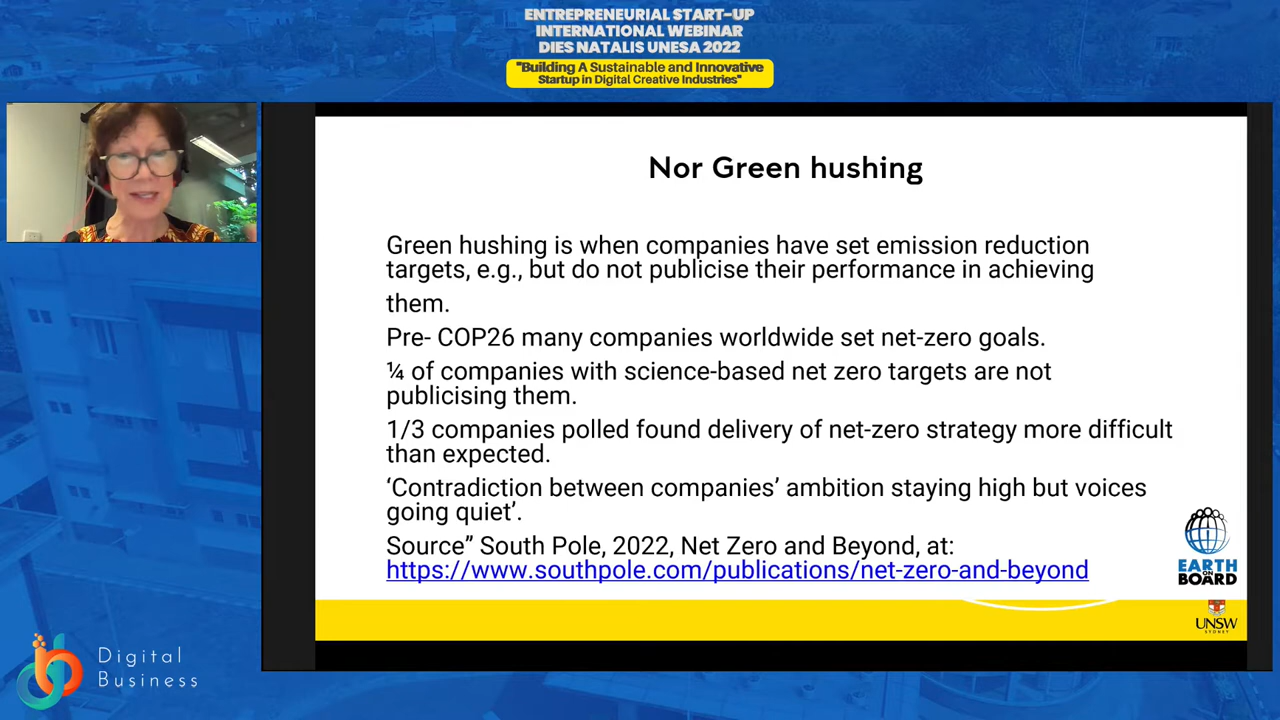 ENTREPRENEURIAL START-UP
INTERNATIONAL WEBINAR
DIES NATALIS UNESA 2022
"Building A Sustainable and Innovative
Startup in Digital Creative Industries"
Nor Green hushing
Green hushing is when companies have set emission reduction
targets, e.g., but do not publicise their performance in achieving
them.
Pre- COP26 many companies worldwide set net-zero goals.
¼ of companies with science-based net zero targets are not
publicising them.
1/3 companies polled found delivery of net-zero strategy more difficult
than expected.
‘Contradiction between companies’ ambition staying high but voices
going quiet’.
Source” South Pole, 2022, Net Zero and Beyond, at:
https://www.southpole.com/publications/net-zero-and-beyond
EARTH
ON
BOARD
UNSW
SYDNEY
Digital
Business